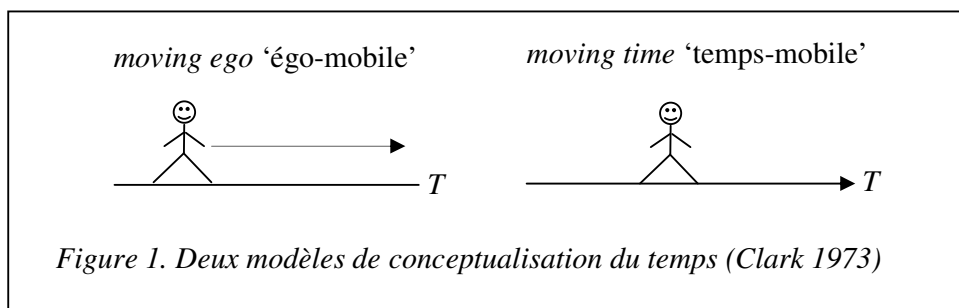 moving ego ‘égo-mobile’
moving time ‘temps-mobile’
T
T
Figure 1. Deux modèles de conceptualisation du temps (Clark 1973)